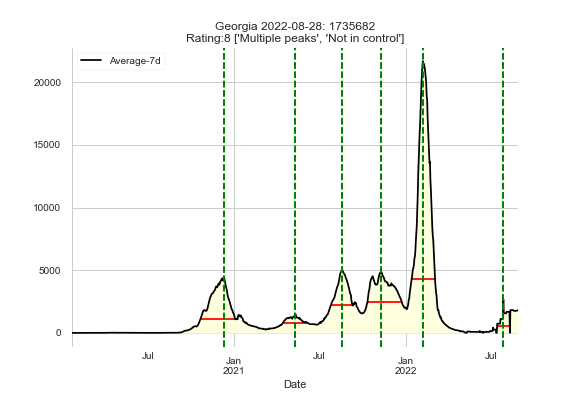 Georgia 2022-08-28: 1735682
Rating:8 ['Multiple peaks', 'Not in control']
Average-7d
20000
15000
10000
5000
0
Jul
Jan
2021
Jul
Jan
2022
Jul
Date